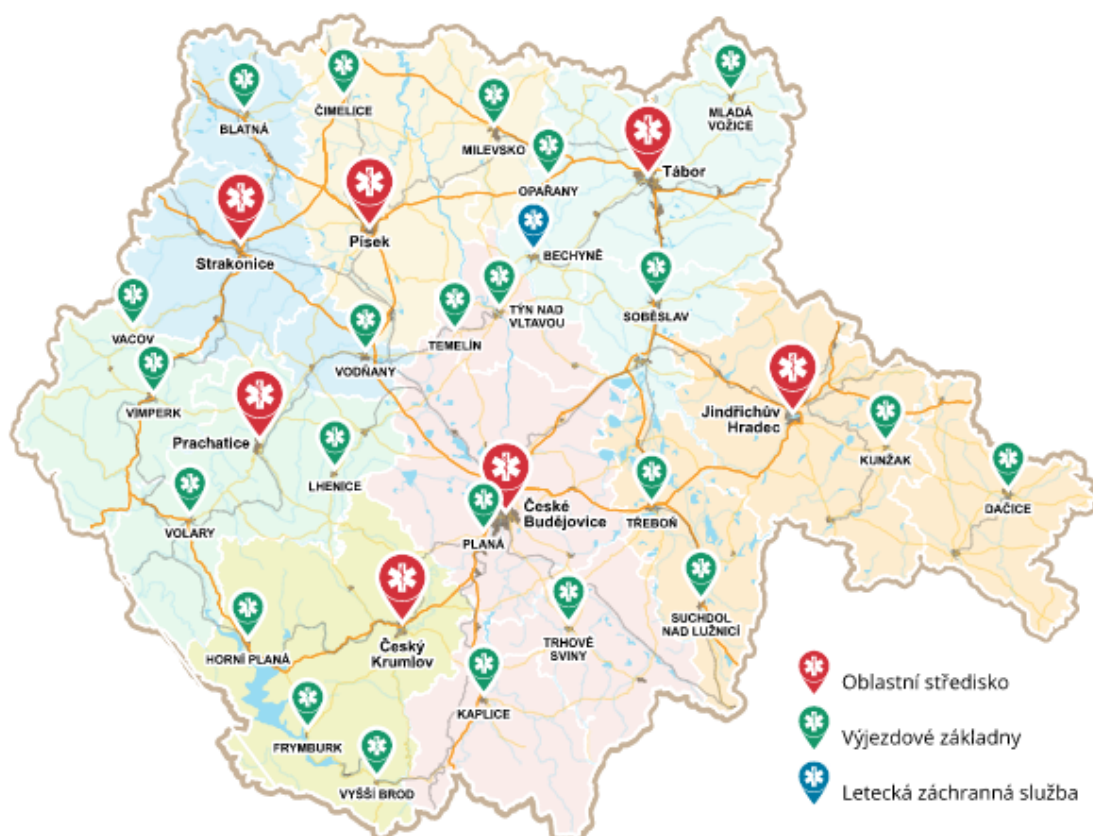 BLATNÁ
ČIMELICE
MILEVSKO
MLADÁ
VOŽICE
OPAŘANY
Tábor
Písek
Strakonice
BECHYNĚ
VACOV
TEMELÍN
TÝN NAD
VLTAVOU
SOBĚSLAV
VODŇANY
VIMPERK
Prachatice
LHENICE
Jindřichův
Hradec
KUNŽAK
DAČICE
VOLARY
PLANÁ
České
Budějovice
TŘEBOŇ
SUCHDOL
NAD LUŽNICÍ
HORNÍ PLANÁ
Český
Krumlov
TRHOVÉ
SVINY
KAPLICE
FRYMBURK
VYŠŠÍ BROD
Oblastní středisko
Výjezdové základny
Letecká záchranná služba